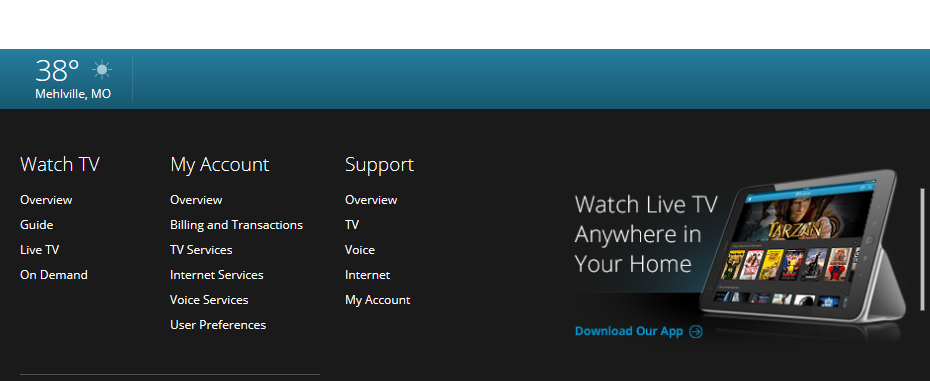 38°
Mehlville, MO
Watch TV
Overview
Guide
Live TV
On Demand
My Account
Overview
Billing and Transactions
TV Services
Internet Services
Voice Services
User Preferences
Support
Overview
TV
Voice
Internet
My Account
Watch Live TV
Anywhere in
Your Home
TARZAN
Download Our App